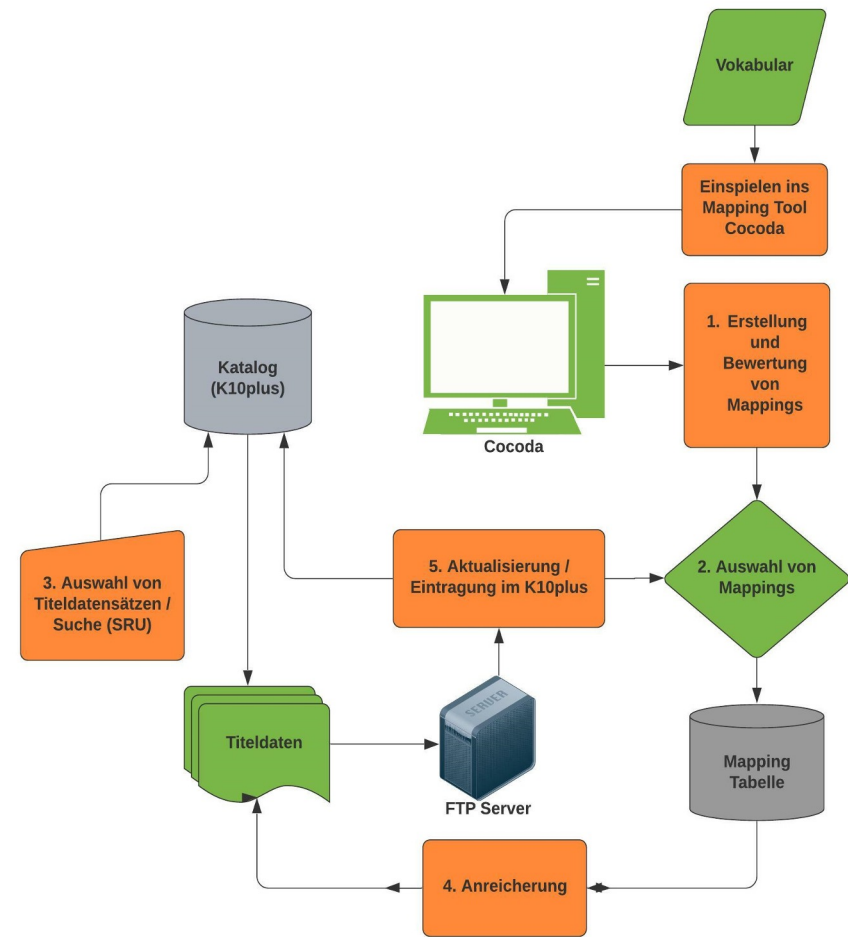 Vokabular
Einspielen ins
Mapping Tool
Cocoda
1. Erstellung
und
Bewertung
von
Mappings
Katalog
(K10plus)
Cocoda
3. Auswahl von
Titeldatensätzen /
Suche (SRU)
5. Aktualisierung /
Eintragung im K10plus
2. Auswahl von
Mappings
Titeldaten
SERVER
FTP Server
Mapping
Tabelle
4. Anreicherung